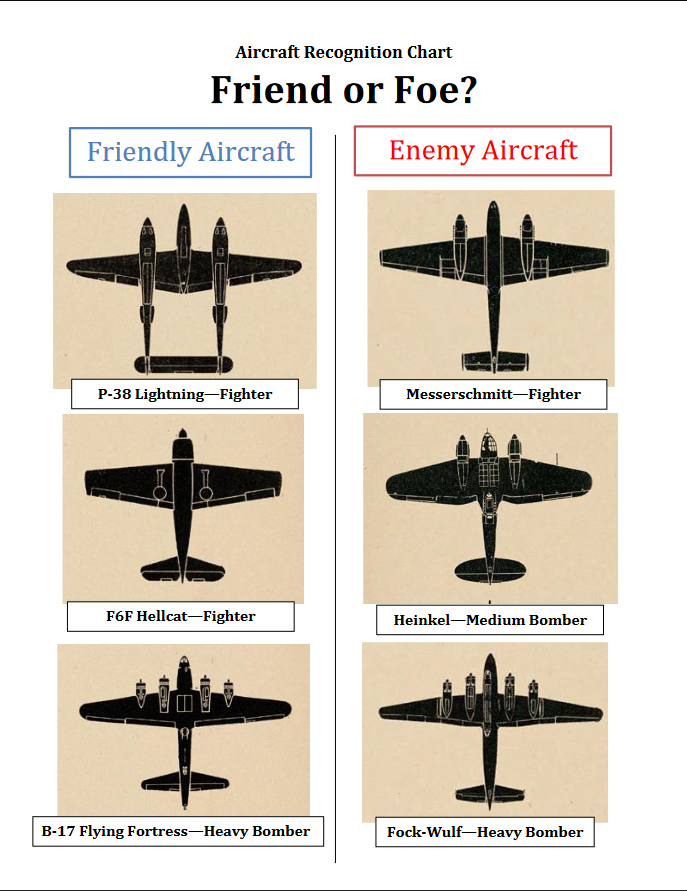 Aircraft Recognition Chart
Friend or Foe?
Friendly Aircraft
Enemy Aircraft
P-38 Lightning—Fighter
Messerschmitt—Fighter
F6F Hellcat—Fighter
Heinkel—Medium Bomber
B-17 Flying Fortress—Heavy Bomber
Fock-Wulf—Heavy Bomber